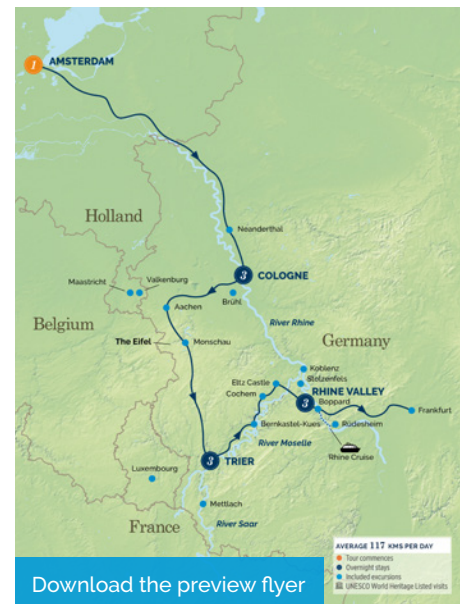 1
AMSTERDAM
Holland
Neanderthal
3
COLOGNE
Maastricht
Valkenburg
Brühl
Aachen
River Rhine
Belgium
The Eifel
Monschau
Germany
Koblenz
Stelzenfels
Eltz Castle
RHINE VALLEY
3
Cochem
Boppard
Frankfurt
Bernkastel-Kues
Rüdesheim
River Moselle
Rhine Cruise
3
TRIER
Luxembourg
Mettlach
France
River Saar
AVERAGE 117 KMS PER DAY
Tour commences
Overnight stays
Included excursions
UNESCO World Heritage Listed visits
Download the preview flyer